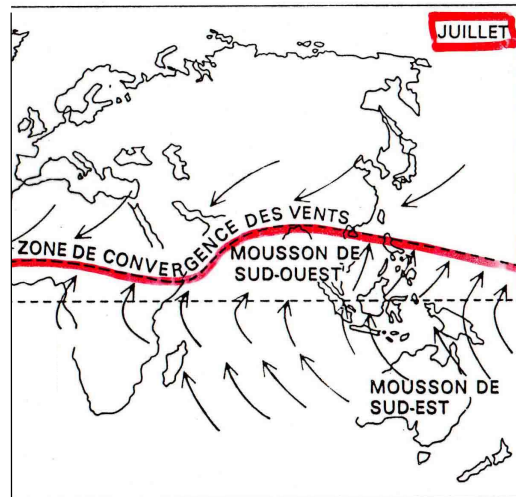 JUILLET
ZONE DE CONVERGENCE DES VENTS
MOUSSON DE
SUD-OUEST
MOUSSON DE
SUD-EST